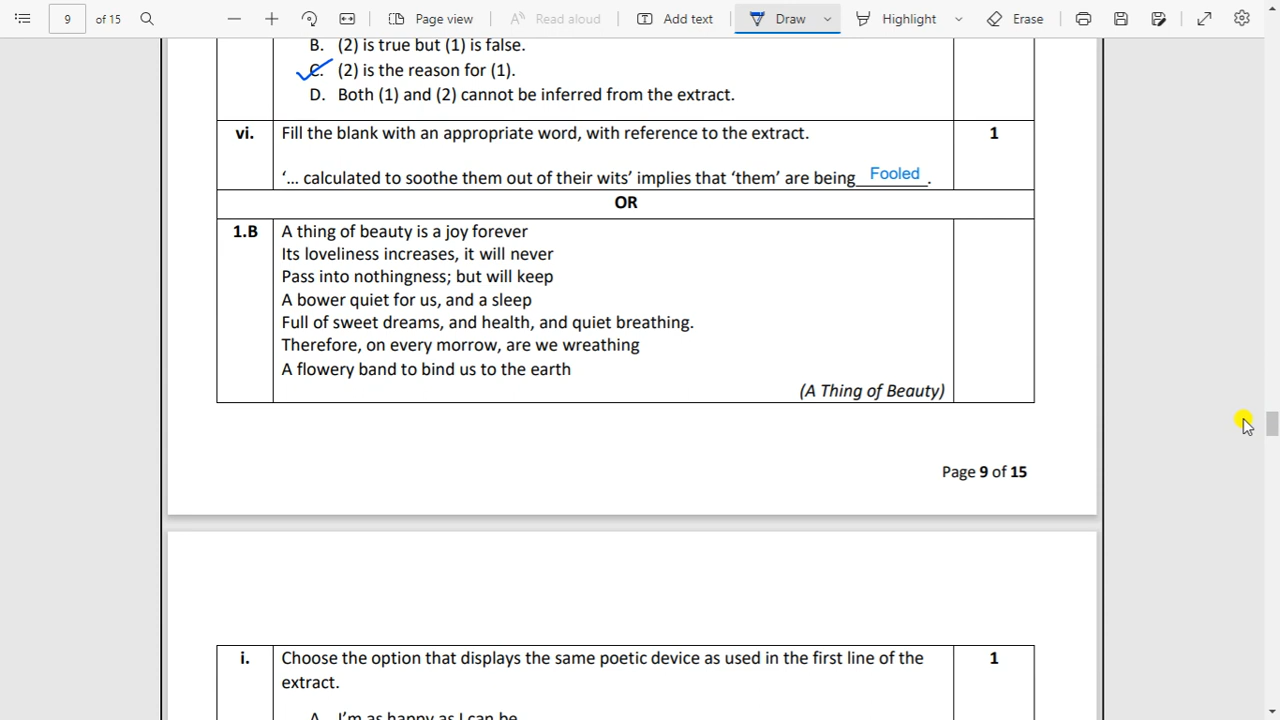 9 of 15 Page view Read aloud Add text Draw Highlight Erase
B. (2) is true but (1) is false.
C. (2) is the reason for (1).
D. Both (1) and (2) cannot be inferred from the extract.
vi. Fill the blank with an appropriate word, with reference to the extract. 1
‘… calculated to soothe them out of their wits’ implies that ‘them’ are being Fooled.
OR
1.B A thing of beauty is a joy forever
Its loveliness increases, it will never
Pass into nothingness; but will keep
A bower quiet for us, and a sleep
Full of sweet dreams, and health, and quiet breathing.
Therefore, on every morrow, are we wreathing
A flowery band to bind us to the earth
(A Thing of Beauty)
Page 9 of 15
i. Choose the option that displays the same poetic device as used in the first line of the 1
extract.
A. I’m as happy as I can be